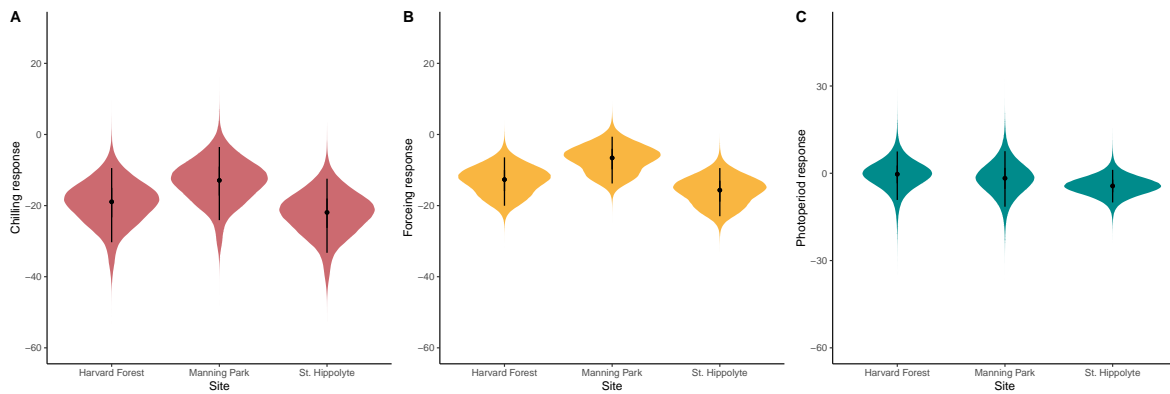 A
Chilling response
20
0
−20
−40
−60
Harvard Forest Manning Park St. Hippolyte
Site
B
Forceing response
20
0
−20
−40
−60
Harvard Forest Manning Park St. Hippolyte
Site
C
Photoperiod response
30
0
−30
−60
Harvard Forest Manning Park St. Hippolyte
Site